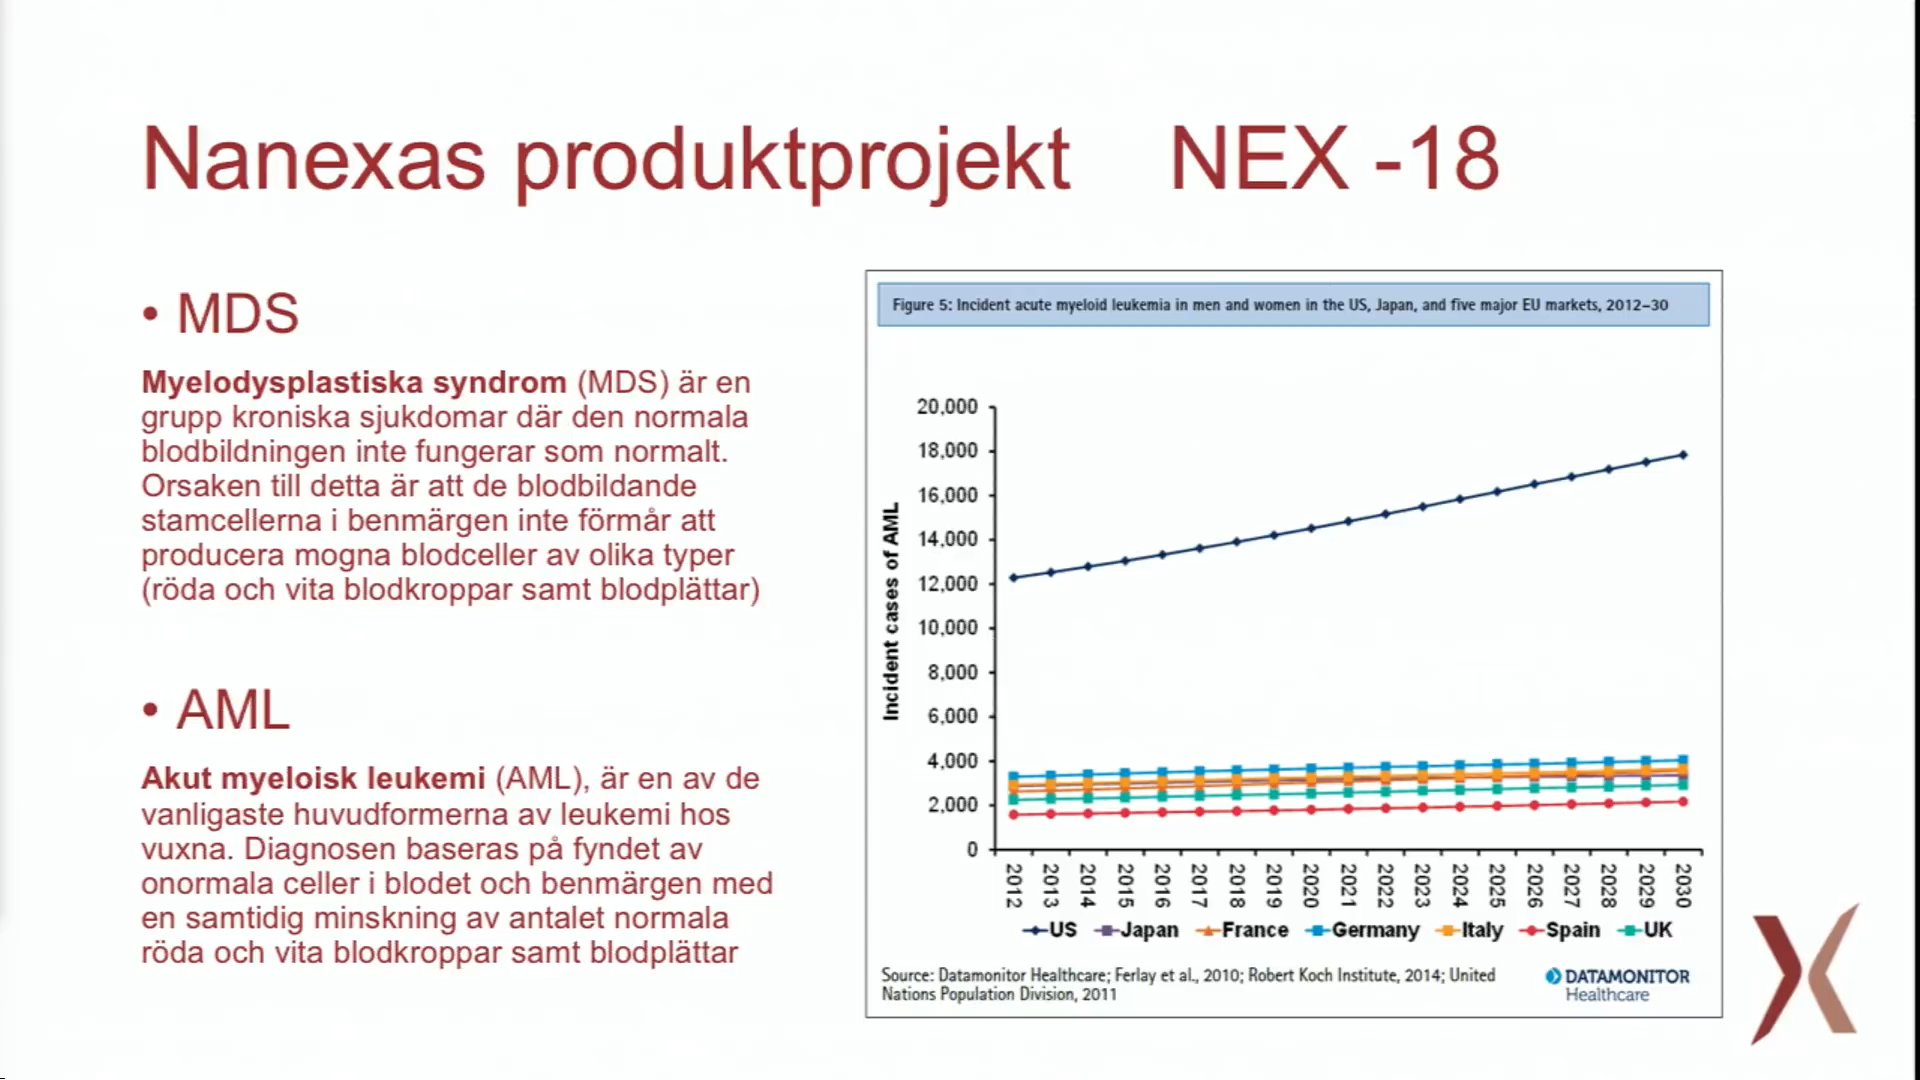 Nanexas produktprojekt NEX -18
• MDS
Myelodysplastiska syndrom (MDS) är en
grupp kroniska sjukdomar där den normala
blodbildningen inte fungerar som normalt.
Orsaken till detta är att de blodbildande
stamcellerna i benmärgen inte förmår att
producera mogna blodceller av olika typer
(röda och vita blodkroppar samt blodplättar)
• AML
Akut myeloisk leukemi (AML), är en av de
vanligaste huvudformerna av leukemi hos
vuxna. Diagnosen baseras på fyndet av
onormala celler i blodet och benmärgen med
en samtidig minskning av antalet normala
röda och vita blodkroppar samt blodplättar
Figure 5: Incident acute myeloid leukemia in men and women in the US, Japan, and five major EU markets, 2012–30
Incident cases of AML
20,000
18,000
16,000
14,000
12,000
10,000
8,000
6,000
4,000
2,000
0
2012 2013 2014 2015 2016 2017 2018 2019 2020 2021 2022 2023 2024 2025 2026 2027 2028 2029 2030
US Japan France Germany Italy Spain UK
Source: Datamonitor Healthcare; Ferlay et al., 2010; Robert Koch Institute, 2014; United
Nations Population Division, 2011
DATAMONITOR
Healthcare